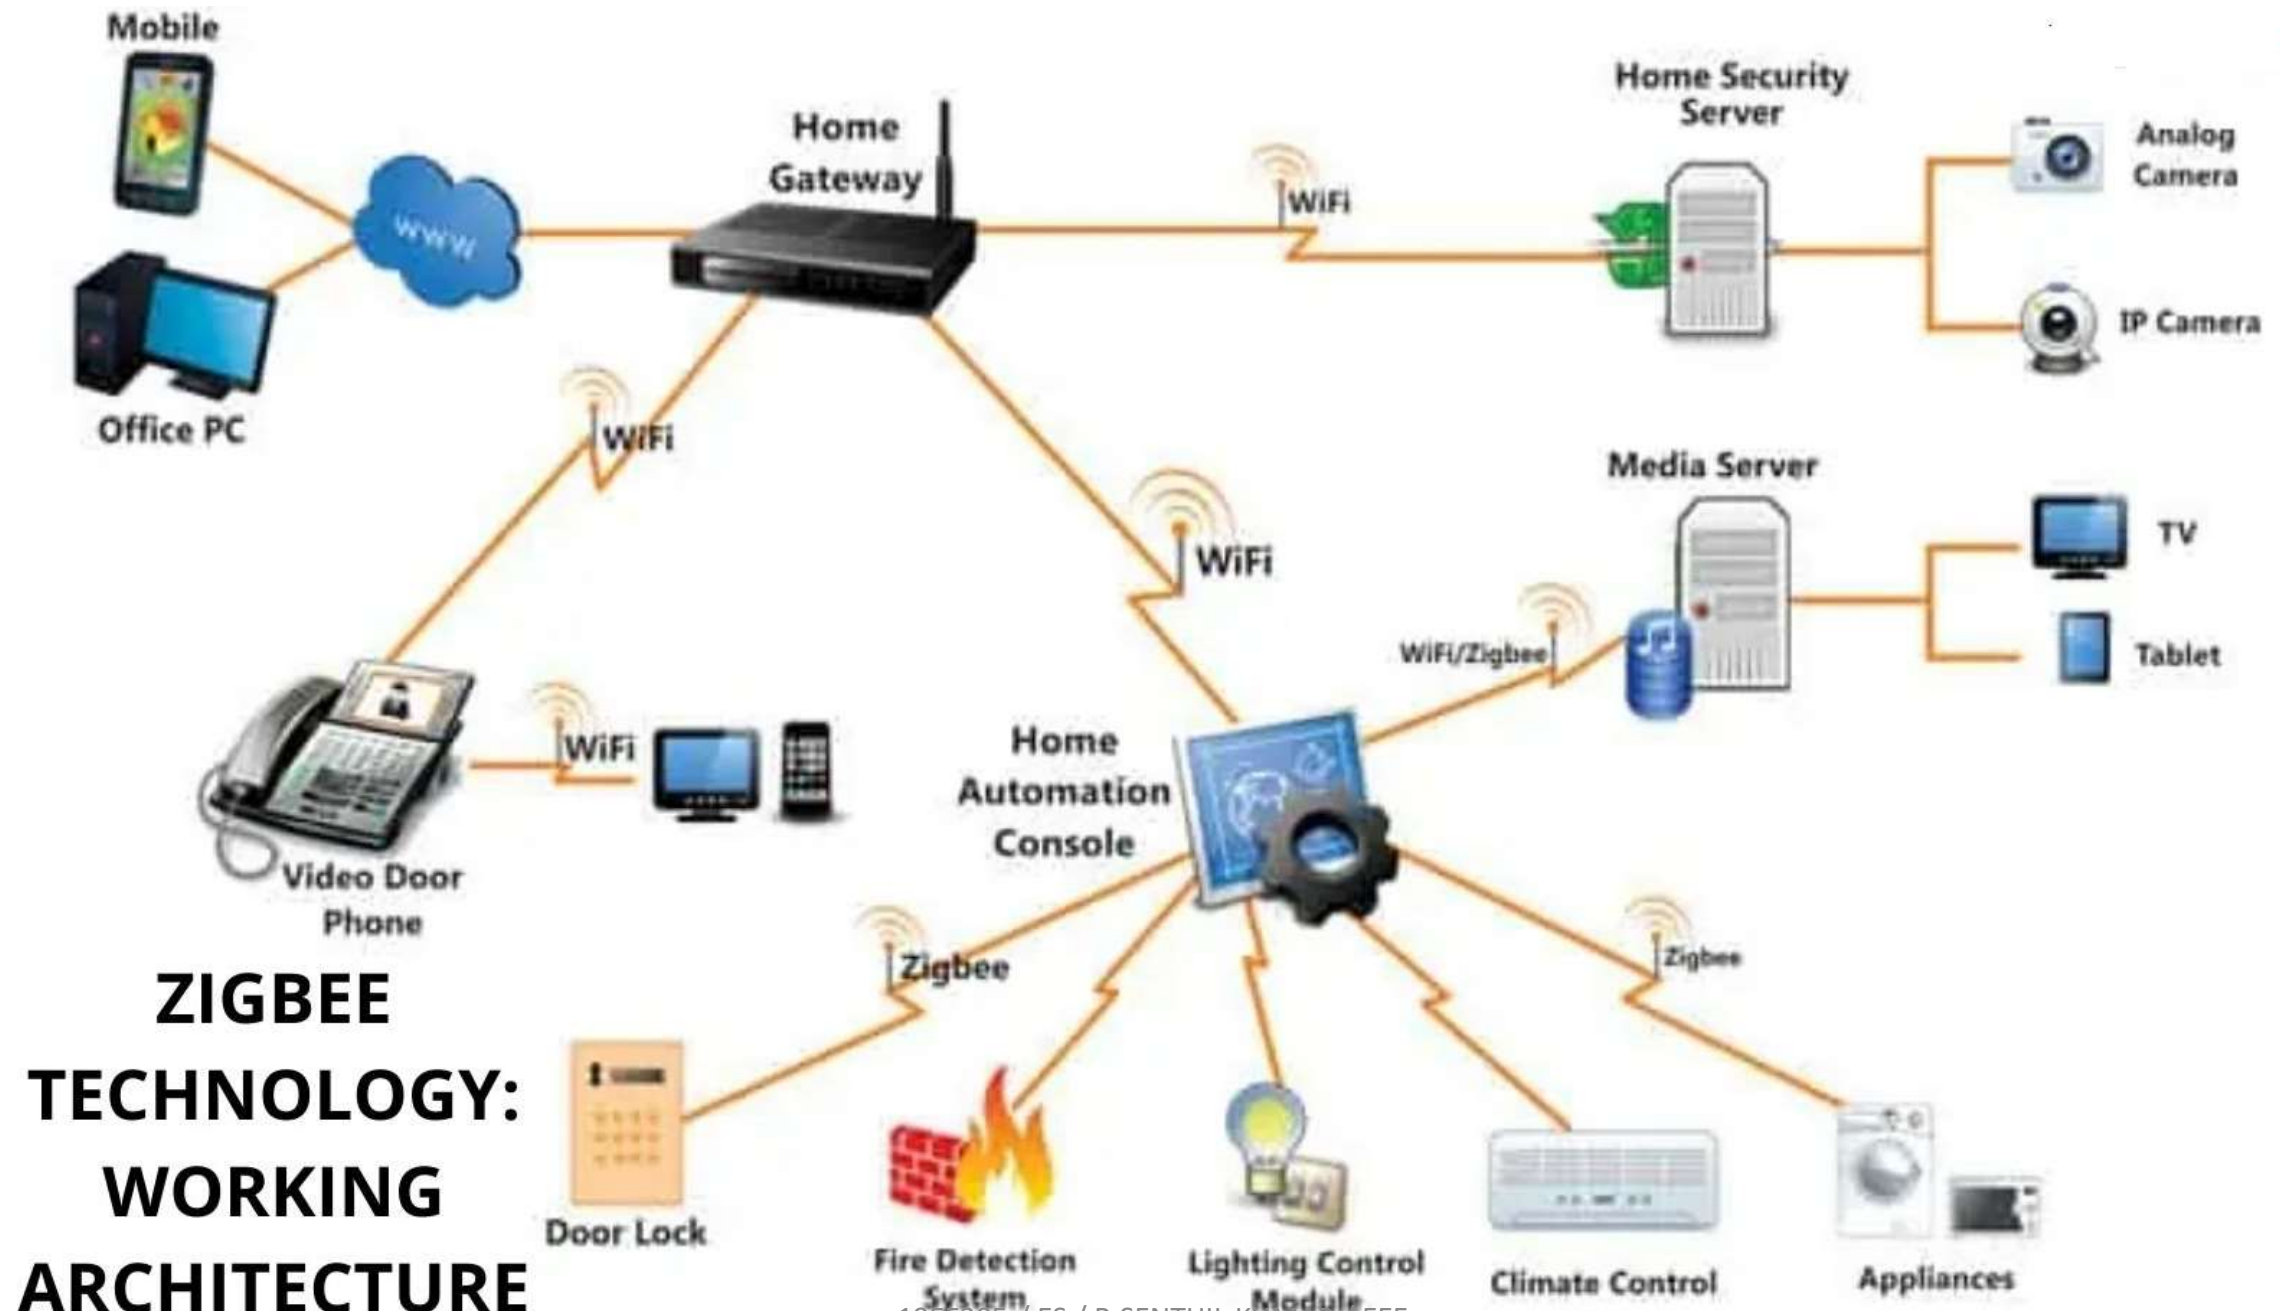 Mobile
Home
Gateway
www
Office PC
WiFi
Home Security
Server
Analog
Camera
IP Camera
WiFi
WiFi
Media Server
TV
Tablet
WiFi/Zigbee
WiFi
Video Door
Phone
Home
Automation
Console
Zigbee
Zigbee
ZIGBEE
TECHNOLOGY:
WORKING
ARCHITECTURE
Door Lock
Fire Detection
System
Lighting Control
Module
Climate Control
Appliances